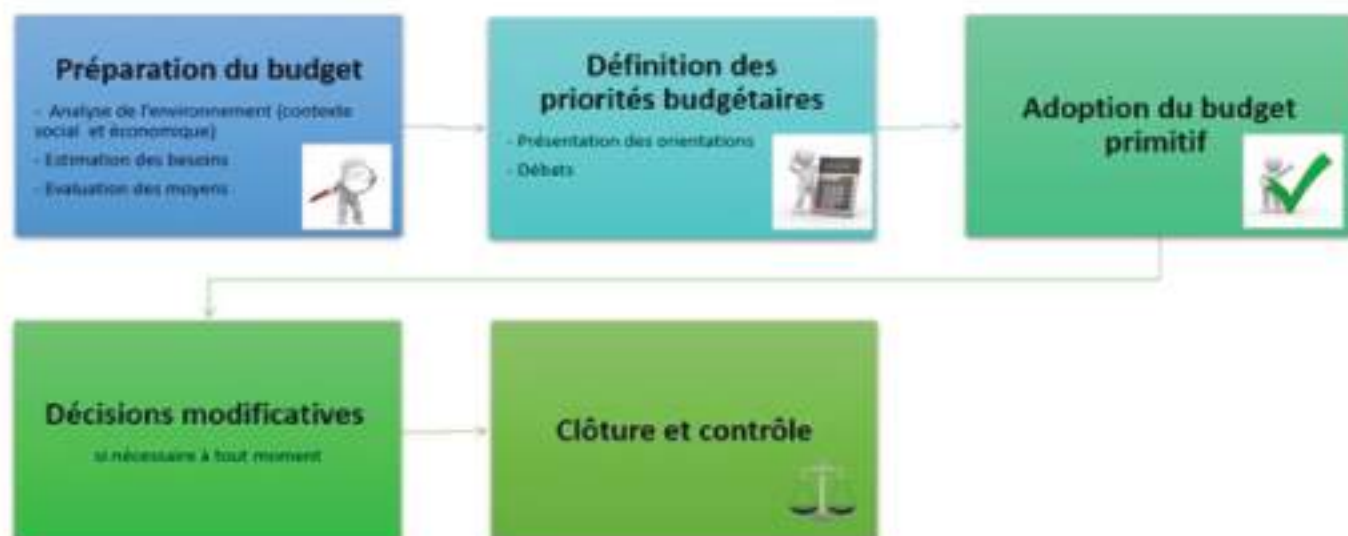 Préparation du budget
- Analyse de l'environnement (contexte
social et économique)
- Estimation des besoins
- Evaluation des moyens
Définition des
priorités budgétaires
- Présentation des orientations
- Débats
Adoption du budget
primitif
Décisions modificatives
si nécessaire à tout moment
Clôture et contrôle